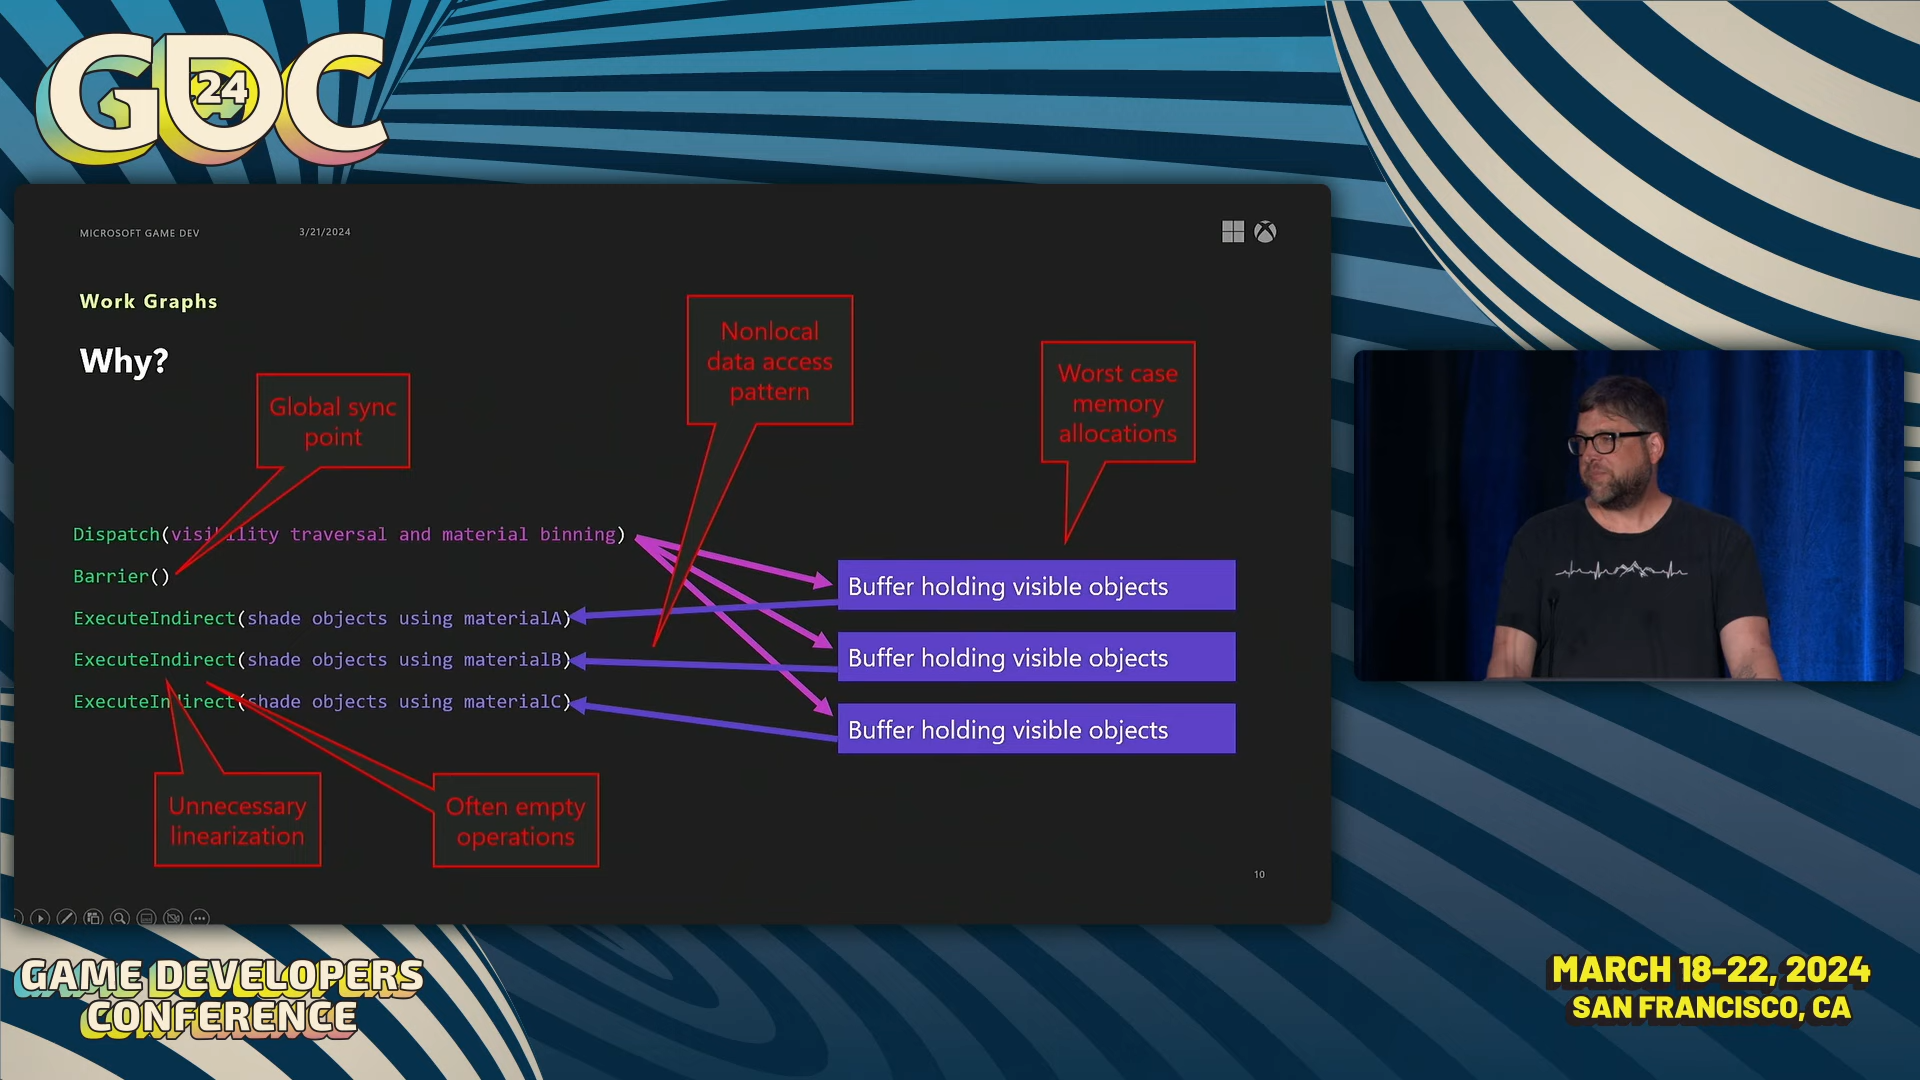 GDC
24
MICROSOFT GAME DEV
3/21/2024
Work Graphs
Why?
Global sync
point
Nonlocal
data access
pattern
Worst case
memory
allocations
Dispatch(visibility traversal and material binning)
Barrier()
ExecuteIndirect(shade objects using materialA)
ExecuteIndirect(shade objects using materialB)
ExecuteIndirect(shade objects using materialC)
Buffer holding visible objects
Buffer holding visible objects
Buffer holding visible objects
Unnecessary
linearization
Often empty
operations
10
GAME DEVELOPERS
CONFERENCE
MARCH 18-22, 2024
SAN FRANCISCO, CA